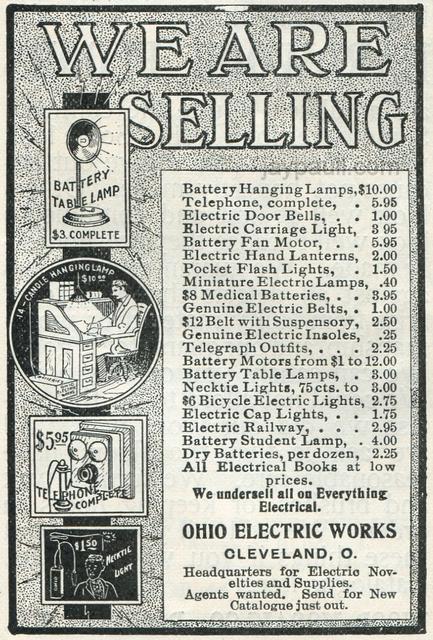 WE ARE
SELLING
BATTERY
TABLE LAMP
$3. COMPLETE
14-CANDLE HANGING LAMP
$10.00
$5.95
TELEPHONE
COMPLETE
$1.50
NECKTIE
LIGHT
jaypaull.com
Battery Hanging Lamps, $10.00
Telephone, complete, . 5.95
Electric Door Bells, . . 1.00
Electric Carriage Light, 3 95
Battery Fan Motor, . . 5.95
Electric Hand Lanterns, 2.00
Pocket Flash Lights, . 1.50
Miniature Electric Lamps, .40
$8 Medical Batteries, . 3.95
Genuine Electric Belts, . 1.00
$12 Belt with Suspensory, 2.50
Genuine Electric Insoles, .25
Telegraph Outfits, . . 2.25
Battery Motors from $1 to 12.00
Battery Table Lamps, . 3.00
Necktie Lights, 75 cts. to 3.00
$6 Bicycle Electric Lights, 2.75
Electric Cap Lights, . . 1.75
Electric Railway, . . 2.95
Battery Student Lamp, . 4.00
Dry Batteries, per dozen, 2.25
All Electrical Books at low
prices.
We undersell all on Everything
Electrical.
OHIO ELECTRIC WORKS
CLEVELAND, O.
Headquarters for Electric Nov-
elties and Supplies.
Agents wanted. Send for New
Catalogue just out.